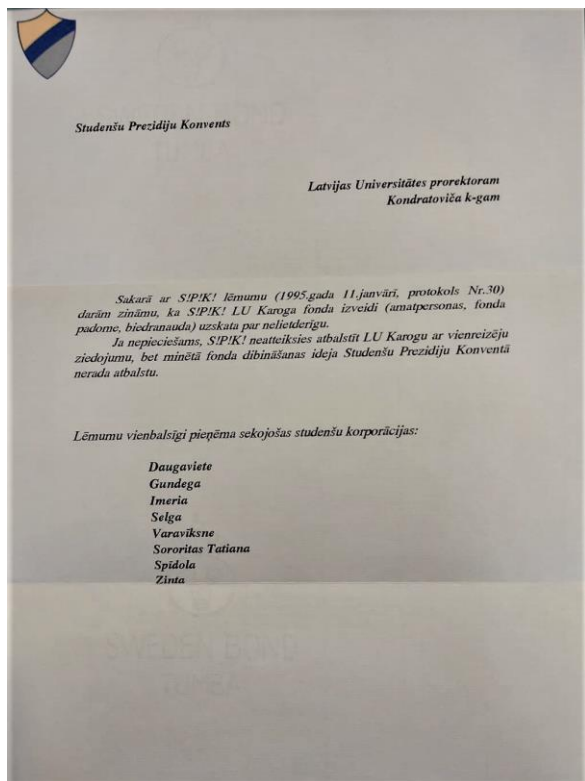 Studenšu Prezidiju Konvents
Latvijas Universitātes prorektoram
Kondratoviča k-gam
Sakarā ar S!P!K! lēmumu (1995.gada 11.janvārī, protokols Nr.30)
darām zināmu, ka S!P!K! LU Karoga fonda izveidi (amatpersonas, fonda
padome, biedranauda) uzskata par nelietderīgu.
Ja nepieciešams, S!P!K! neatteiksies atbalstīt LU Karogu ar vienreizēju
ziedojumu, bet minētā fonda dibināšanas ideja Studenšu Prezidiju Konventā
nerada atbalstu.
Lēmumu vienbalsīgi pieņēma sekojošas studenšu korporācijas:
Daugaviete
Gundega
Imeria
Selga
Varavīksne
Sororitas Tatiana
Spīdola
Zinta
SWEDEN BOND